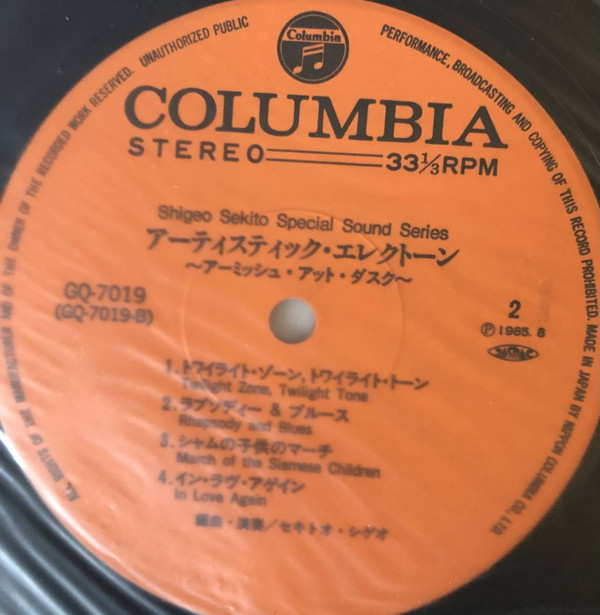 Columbia
COLUMBIA
STEREO 33⅓RPM
Shigeo Sekito Special Sound Series
アーティスティック・エレクトーン
〜アーミッシュ・アット・ダスク〜
GQ-7019
(GQ-7019-B)
2
Ⓟ1985. 8
1. トワイライト・ゾーン, トワイライト・トーン
Twilight Zone, Twilight Tone
2. ラプソディー & ブルース
Rhapsody and Blues
3. シャムの子供のマーチ
March of the Siamese Children
4. イン・ラヴ・アゲイン
In Love Again
編曲・演奏/セキトオ・シゲオ
ALL RIGHTS OF THE MANUFACTURER AND OF THE OWNER OF THE RECORDED WORK RESERVED. UNAUTHORIZED PUBLIC PERFORMANCE, BROADCASTING AND COPYING OF THIS RECORD PROHIBITED. MADE IN JAPAN BY NIPPON COLUMBIA CO., LTD.